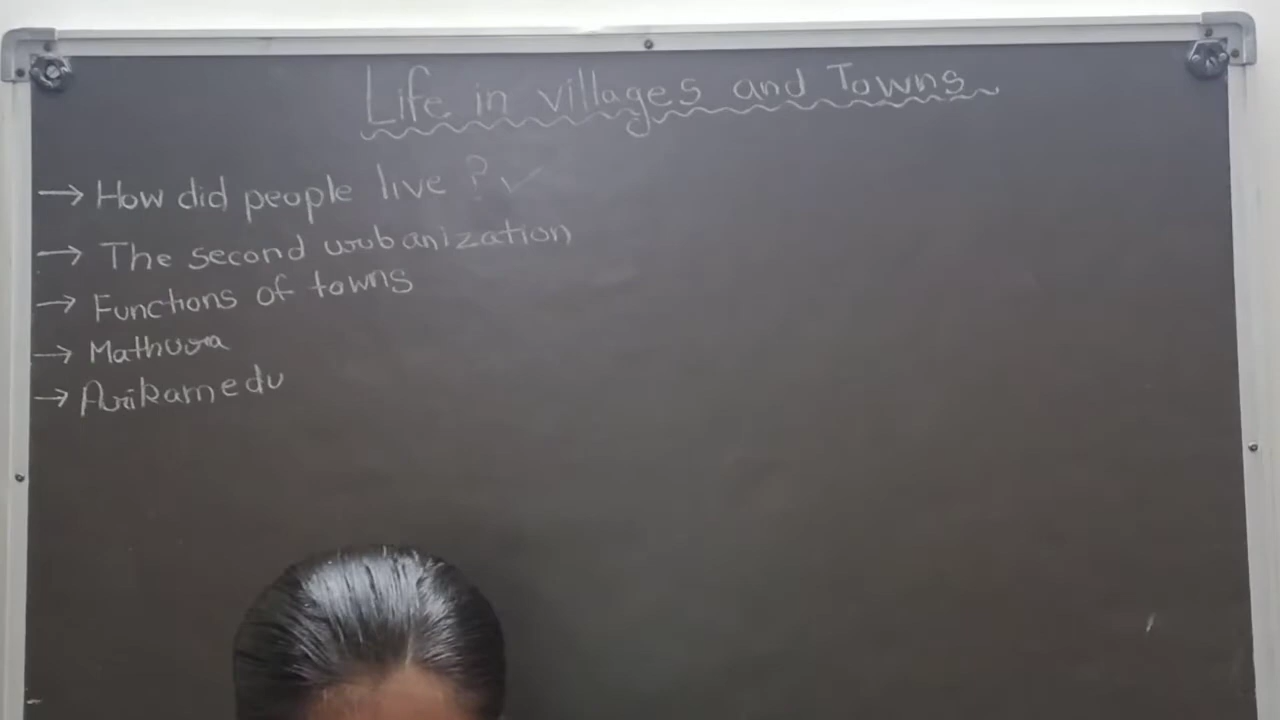 Life in villages and Towns
→ How did people live ? ✓
→ The second urbanization
→ Functions of towns
→ Mathura
→ Arikamedu